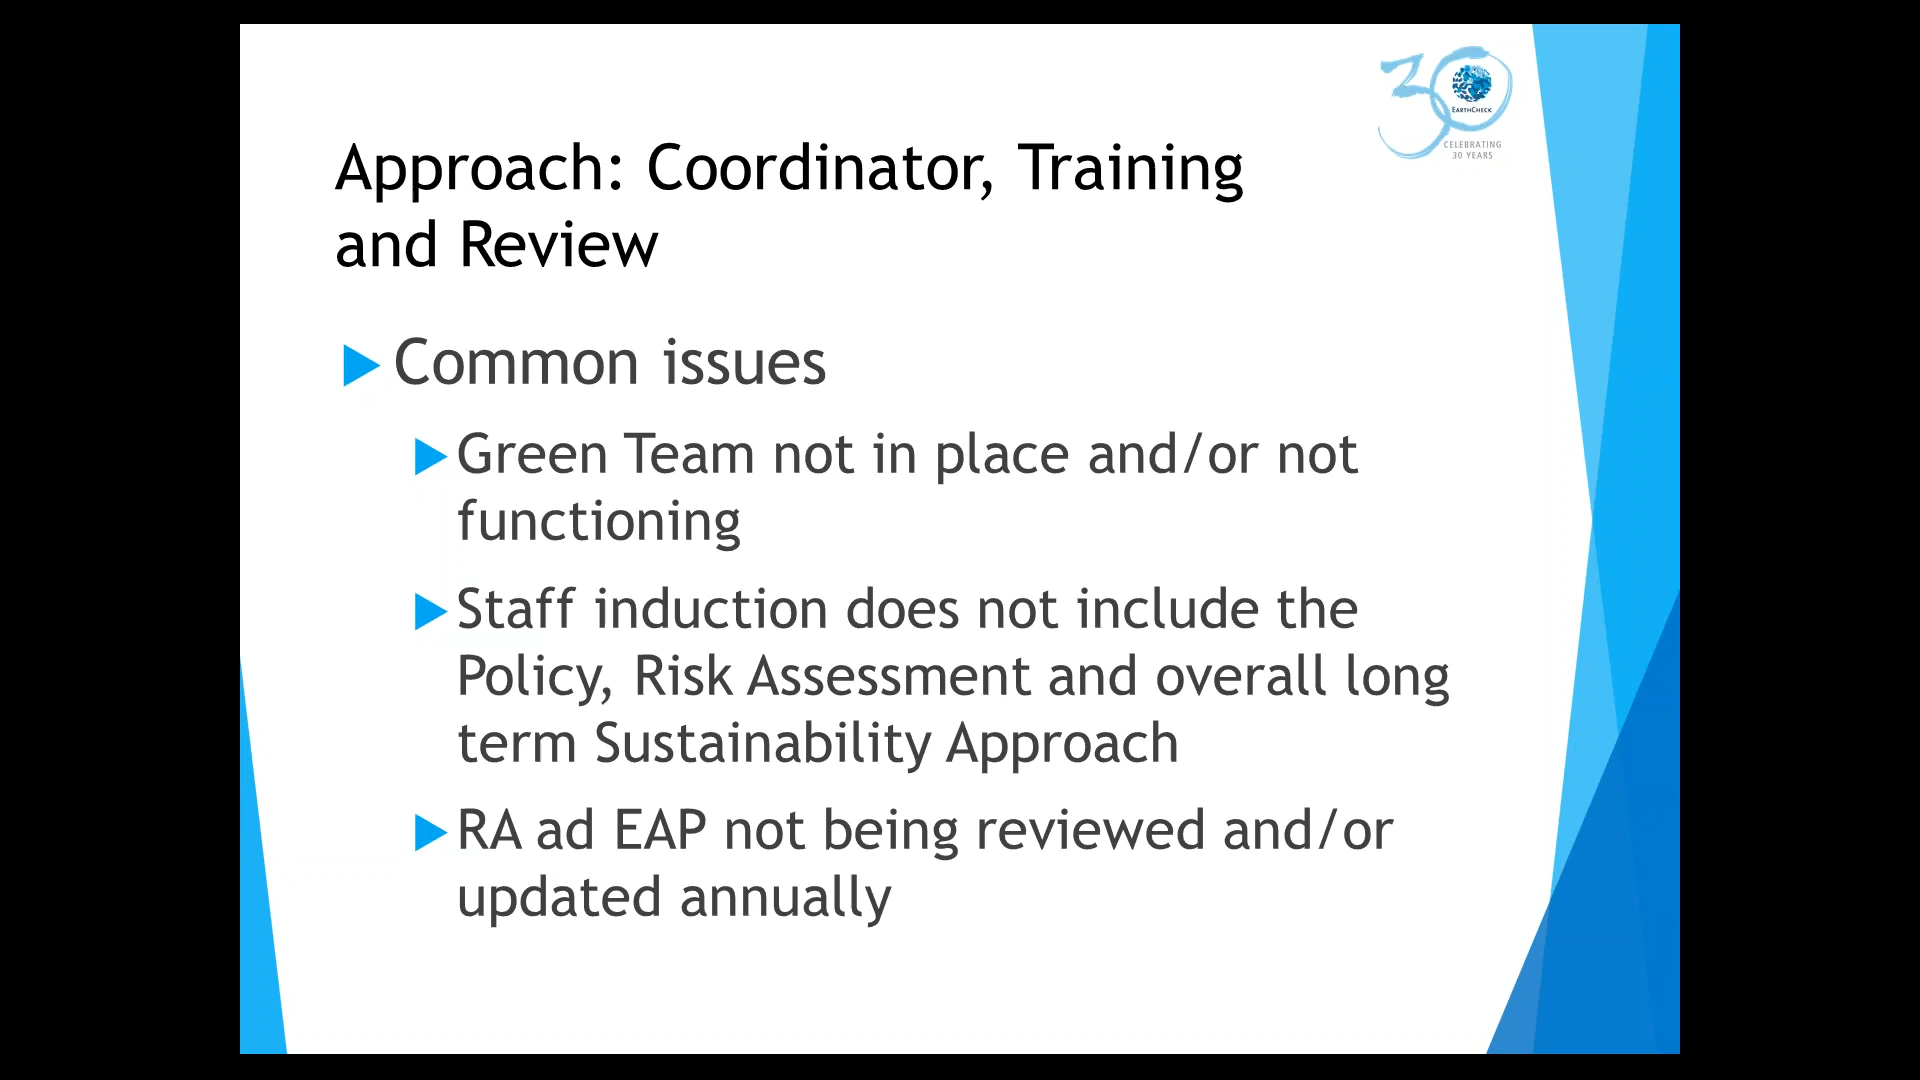 30
EARTHCHECK
CELEBRATING
30 YEARS
Approach: Coordinator, Training
and Review
Common issues
Green Team not in place and/or not
functioning
Staff induction does not include the
Policy, Risk Assessment and overall long
term Sustainability Approach
RA ad EAP not being reviewed and/or
updated annually